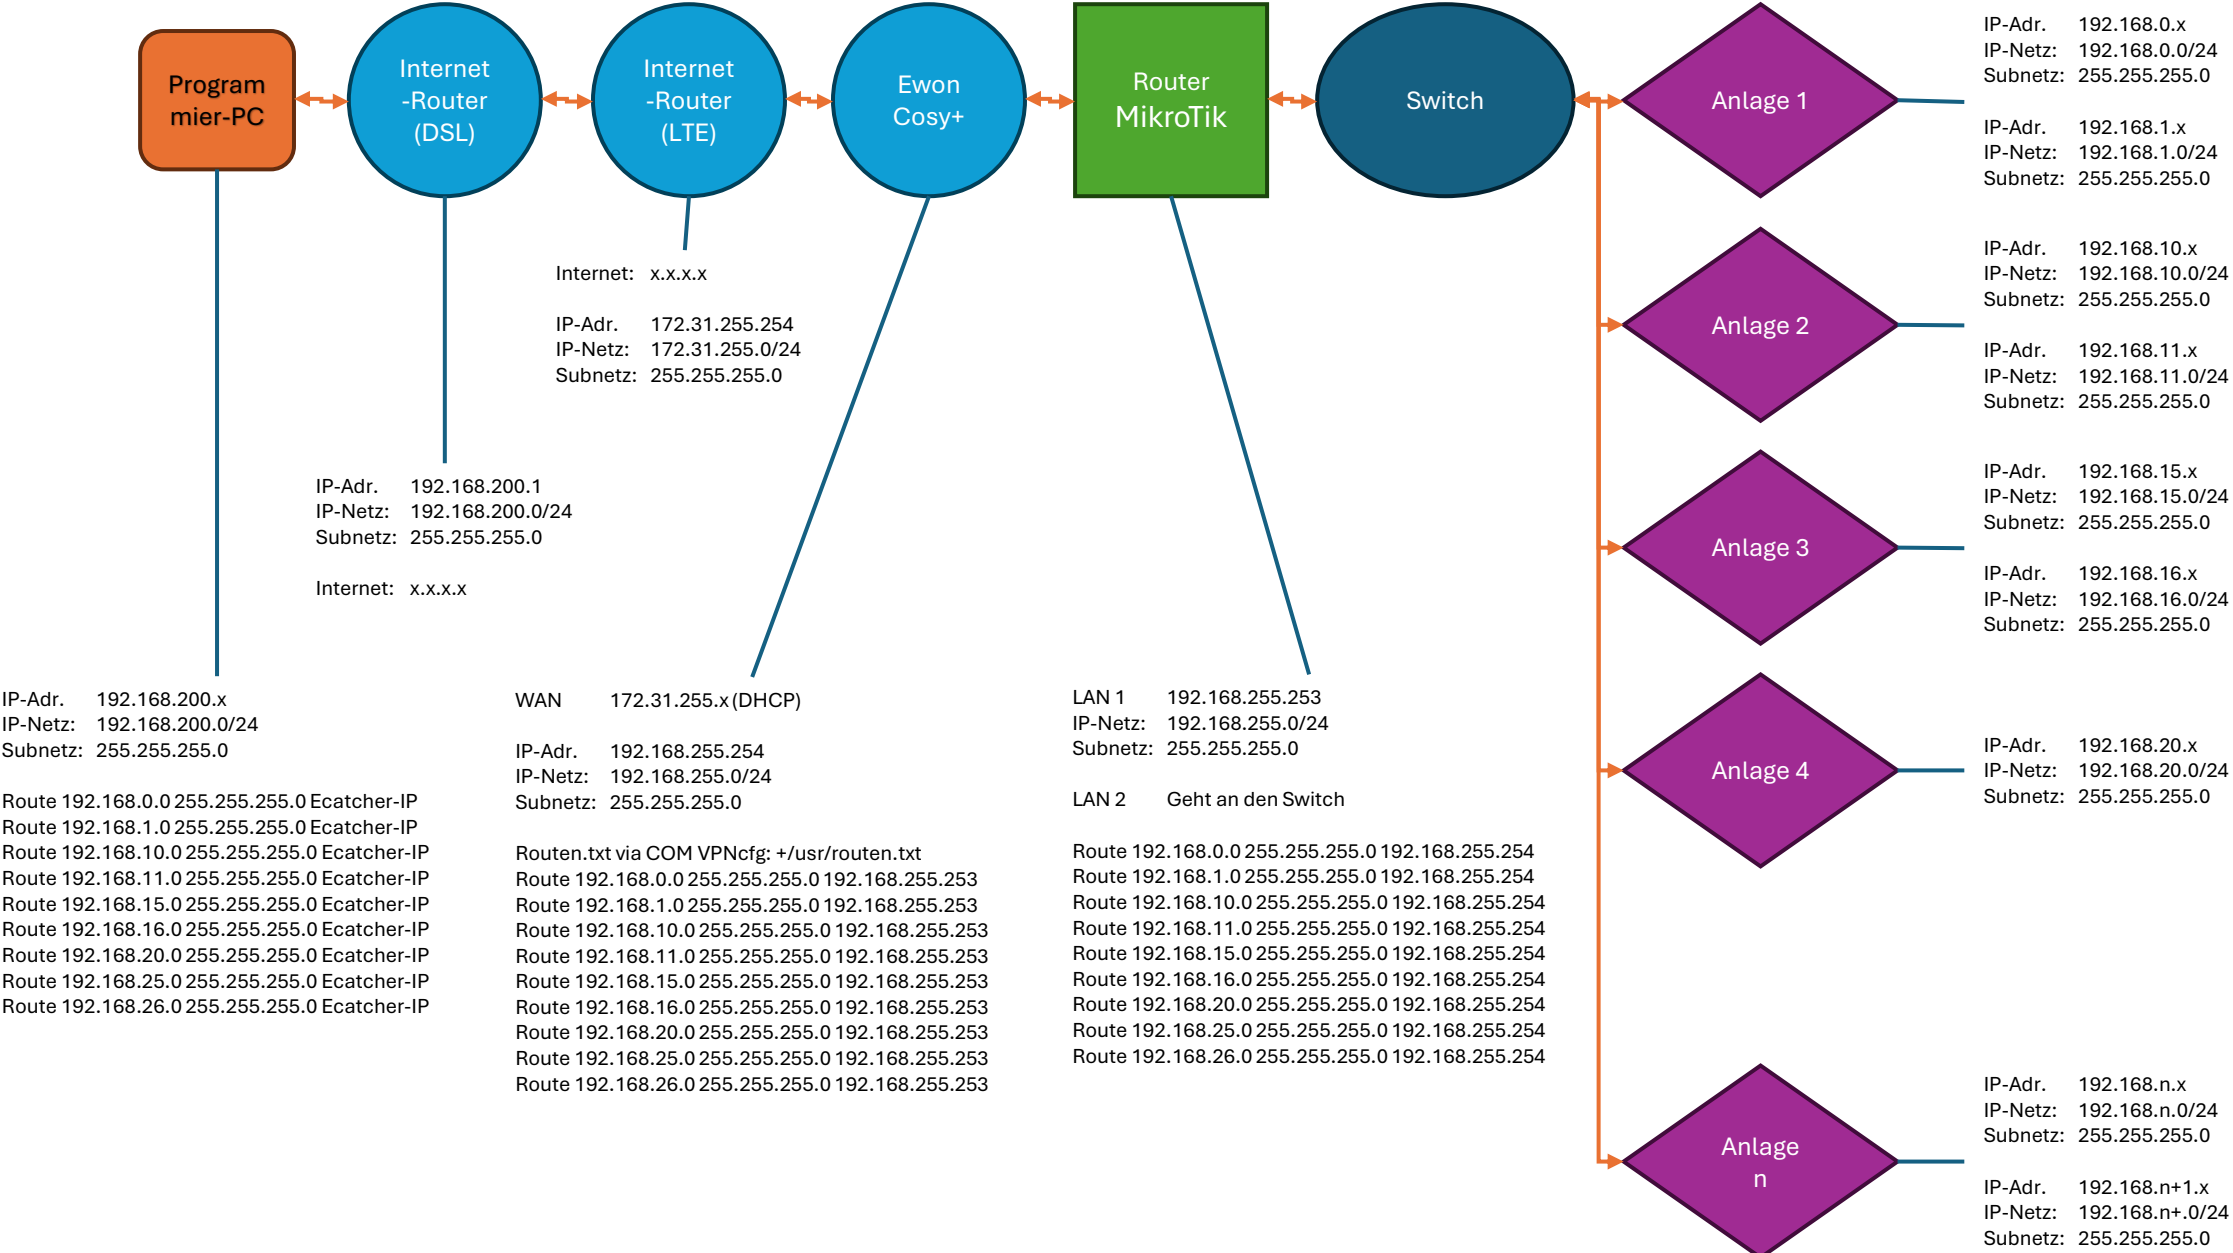 Program
mier-PC
Internet
-Router
(DSL)
Internet
-Router
(LTE)
Ewon
Cosy+
Router
MikroTik
Switch
Anlage 1
IP-Adr. 192.168.0.x
IP-Netz: 192.168.0.0/24
Subnetz: 255.255.255.0
IP-Adr. 192.168.1.x
IP-Netz: 192.168.1.0/24
Subnetz: 255.255.255.0
Anlage 2
IP-Adr. 192.168.10.x
IP-Netz: 192.168.10.0/24
Subnetz: 255.255.255.0
IP-Adr. 192.168.11.x
IP-Netz: 192.168.11.0/24
Subnetz: 255.255.255.0
Anlage 3
IP-Adr. 192.168.15.x
IP-Netz: 192.168.15.0/24
Subnetz: 255.255.255.0
IP-Adr. 192.168.16.x
IP-Netz: 192.168.16.0/24
Subnetz: 255.255.255.0
Anlage 4
IP-Adr. 192.168.20.x
IP-Netz: 192.168.20.0/24
Subnetz: 255.255.255.0
Anlage
n
IP-Adr. 192.168.n.x
IP-Netz: 192.168.n.0/24
Subnetz: 255.255.255.0
IP-Adr. 192.168.n+1.x
IP-Netz: 192.168.n+.0/24
Subnetz: 255.255.255.0
Internet: x.x.x.x
IP-Adr. 172.31.255.254
IP-Netz: 172.31.255.0/24
Subnetz: 255.255.255.0
IP-Adr. 192.168.200.1
IP-Netz: 192.168.200.0/24
Subnetz: 255.255.255.0
Internet: x.x.x.x
IP-Adr. 192.168.200.x
IP-Netz: 192.168.200.0/24
Subnetz: 255.255.255.0
Route 192.168.0.0 255.255.255.0 Ecatcher-IP
Route 192.168.1.0 255.255.255.0 Ecatcher-IP
Route 192.168.10.0 255.255.255.0 Ecatcher-IP
Route 192.168.11.0 255.255.255.0 Ecatcher-IP
Route 192.168.15.0 255.255.255.0 Ecatcher-IP
Route 192.168.16.0 255.255.255.0 Ecatcher-IP
Route 192.168.20.0 255.255.255.0 Ecatcher-IP
Route 192.168.25.0 255.255.255.0 Ecatcher-IP
Route 192.168.26.0 255.255.255.0 Ecatcher-IP
WAN 172.31.255.x (DHCP)
IP-Adr. 192.168.255.254
IP-Netz: 192.168.255.0/24
Subnetz: 255.255.255.0
Routen.txt via COM VPNcfg: +/usr/routen.txt
Route 192.168.0.0 255.255.255.0 192.168.255.253
Route 192.168.1.0 255.255.255.0 192.168.255.253
Route 192.168.10.0 255.255.255.0 192.168.255.253
Route 192.168.11.0 255.255.255.0 192.168.255.253
Route 192.168.15.0 255.255.255.0 192.168.255.253
Route 192.168.16.0 255.255.255.0 192.168.255.253
Route 192.168.20.0 255.255.255.0 192.168.255.253
Route 192.168.25.0 255.255.255.0 192.168.255.253
Route 192.168.26.0 255.255.255.0 192.168.255.253
LAN 1 192.168.255.253
IP-Netz: 192.168.255.0/24
Subnetz: 255.255.255.0
LAN 2 Geht an den Switch
Route 192.168.0.0 255.255.255.0 192.168.255.254
Route 192.168.1.0 255.255.255.0 192.168.255.254
Route 192.168.10.0 255.255.255.0 192.168.255.254
Route 192.168.11.0 255.255.255.0 192.168.255.254
Route 192.168.15.0 255.255.255.0 192.168.255.254
Route 192.168.16.0 255.255.255.0 192.168.255.254
Route 192.168.20.0 255.255.255.0 192.168.255.254
Route 192.168.25.0 255.255.255.0 192.168.255.254
Route 192.168.26.0 255.255.255.0 192.168.255.254